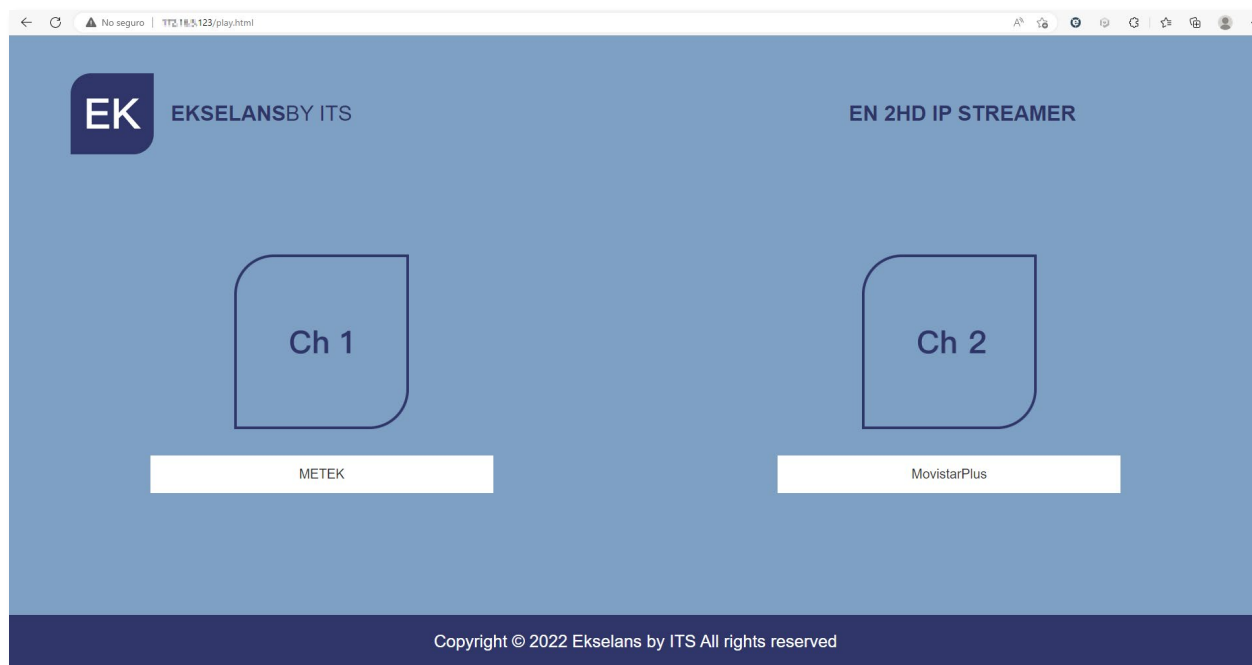 No seguro
123/play.html
EK
EKSELANSBY ITS
EN 2HD IP STREAMER
Ch 1
Ch 2
METEK
MovistarPlus
Copyright © 2022 Ekselans by ITS All rights reserved